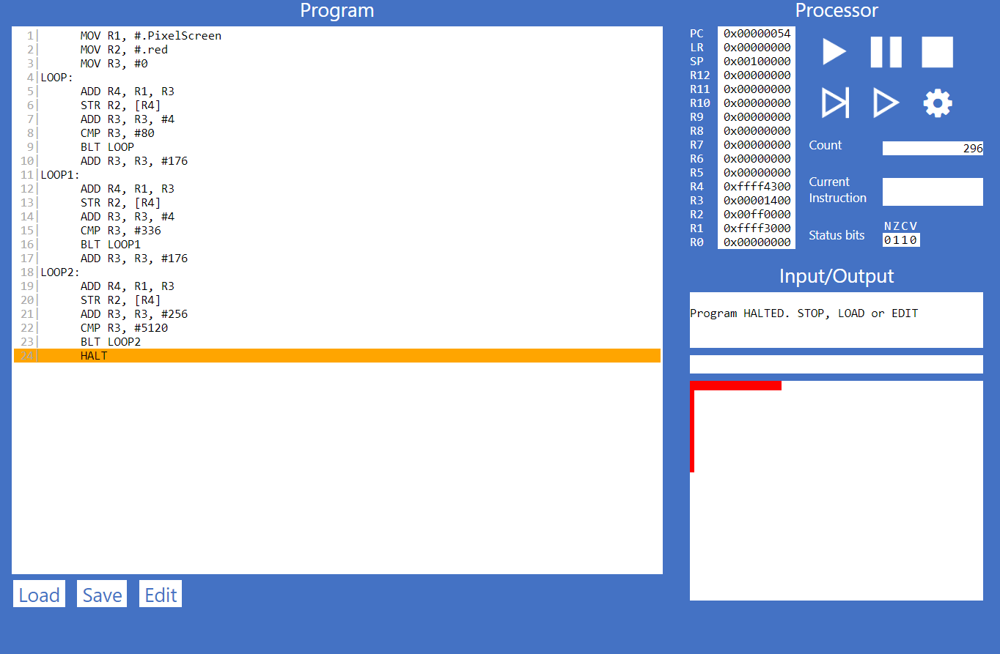 Program
1|      MOV R1, #.PixelScreen
2|      MOV R2, #.red
3|      MOV R3, #0
4|LOOP:
5|      ADD R4, R1, R3
6|      STR R2, [R4]
7|      ADD R3, R3, #4
8|      CMP R3, #80
9|      BLT LOOP
10|      ADD R3, R3, #176
11|LOOP1:
12|      ADD R4, R1, R3
13|      STR R2, [R4]
14|      ADD R3, R3, #4
15|      CMP R3, #336
16|      BLT LOOP1
17|      ADD R3, R3, #176
18|LOOP2:
19|      ADD R4, R1, R3
20|      STR R2, [R4]
21|      ADD R3, R3, #256
22|      CMP R3, #5120
23|      BLT LOOP2
24|      HALT
Load Save Edit
Processor
PC 0x00000054
LR 0x00000000
SP 0x00100000
R12 0x00000000
R11 0x00000000
R10 0x00000000
R9 0x00000000
R8 0x00000000
R7 0x00000000
R6 0x00000000
R5 0x00000000
R4 0xffff4300
R3 0x00001400
R2 0x00ff0000
R1 0xffff3000
R0 0x00000000
Count 296
Current
Instruction
NZCV
Status bits 0110
Input/Output
Program HALTED. STOP, LOAD or EDIT